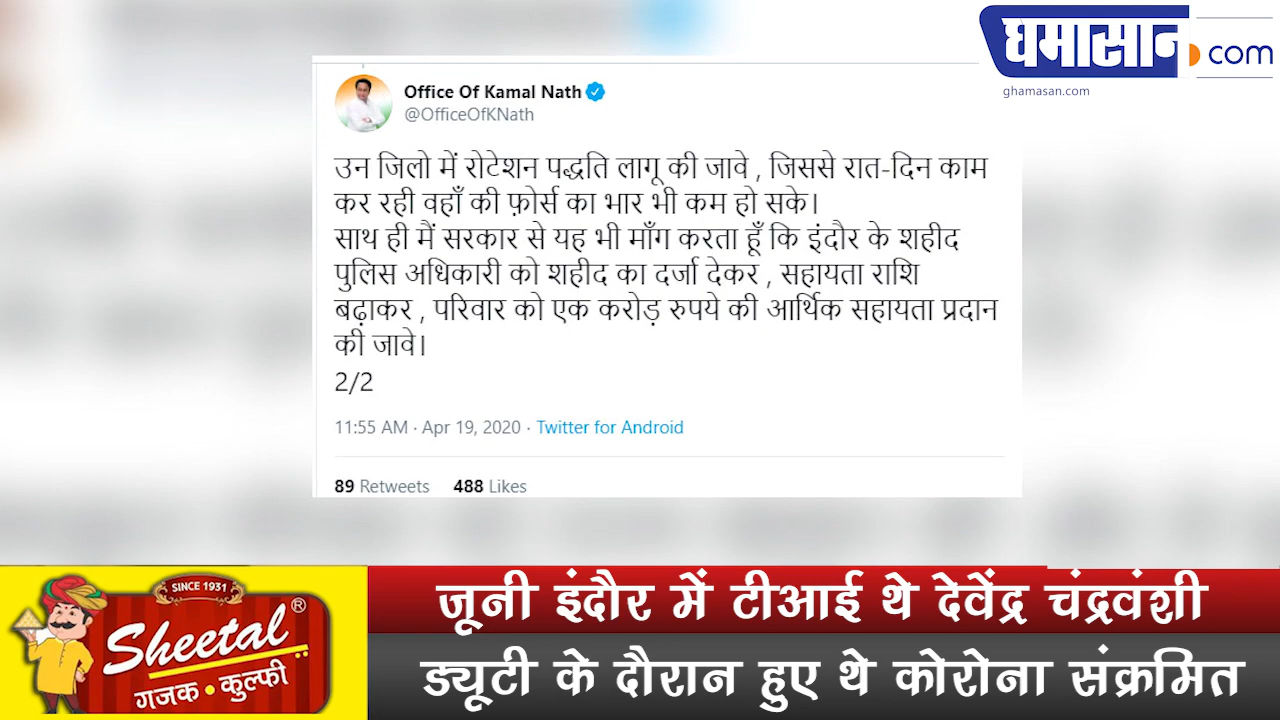 घमासान.com
ghamasan.com
Office Of Kamal Nath
@OfficeOfKNath
उन जिलो में रोटेशन पद्धति लागू की जावे , जिससे रात-दिन काम
कर रही वहाँ की फ़ोर्स का भार भी कम हो सके।
साथ ही मैं सरकार से यह भी माँग करता हूँ कि इंदौर के शहीद
पुलिस अधिकारी को शहीद का दर्जा देकर , सहायता राशि
बढ़ाकर , परिवार को एक करोड़ रुपये की आर्थिक सहायता प्रदान
की जावे।
2/2
11:55 AM · Apr 19, 2020 · Twitter for Android
89 Retweets 488 Likes
SINCE 1931
Sheetal ®
गजक • कुल्फी
जूनी इंदौर में टीआई थे देवेंद्र चंद्रवंशी
ड्यूटी के दौरान हुए थे कोरोना संक्रमित